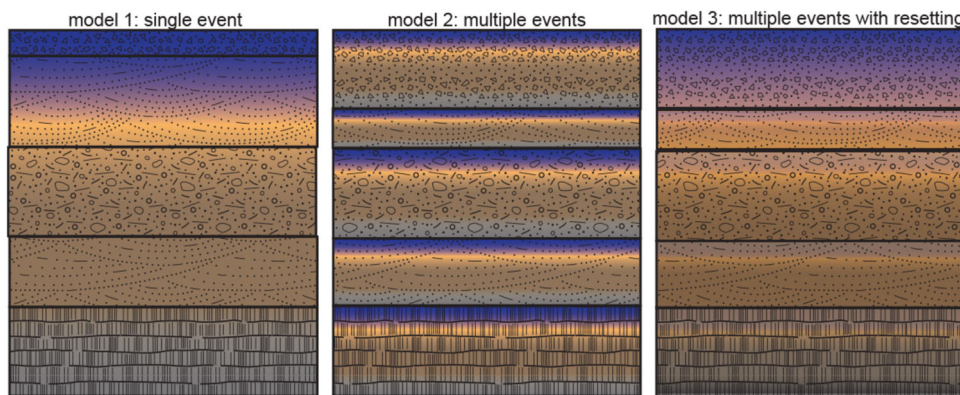 model 1: single event
model 2: multiple events
model 3: multiple events with resetting